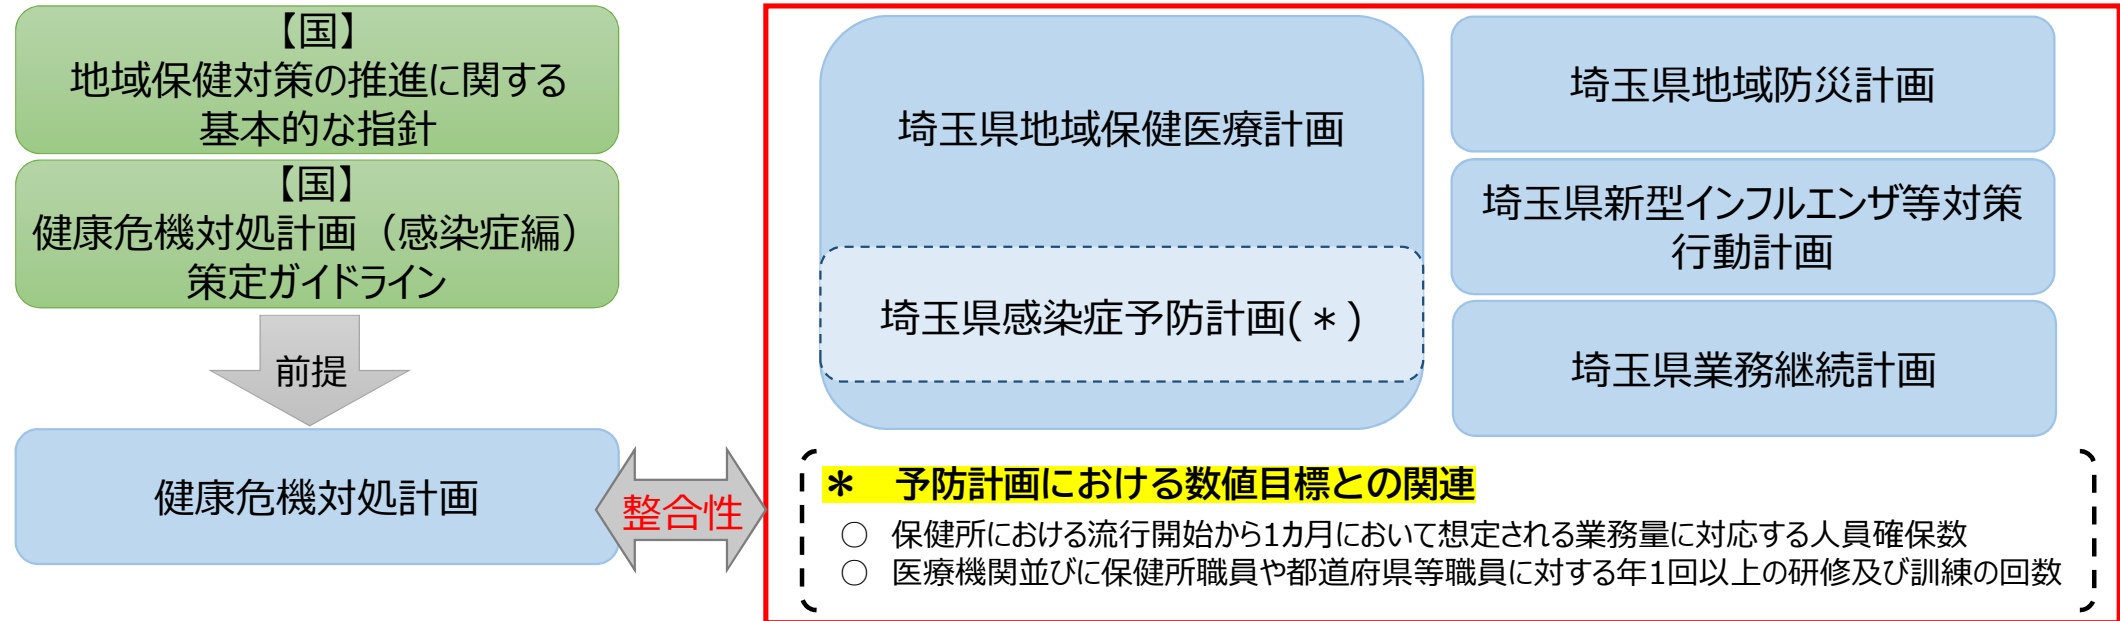 【国】
地域保健対策の推進に関する
基本的な指針
【国】
健康危機対処計画（感染症編）
策定ガイドライン
前提
健康危機対処計画
整合性
埼玉県地域保健医療計画
埼玉県感染症予防計画(＊)
埼玉県地域防災計画
埼玉県新型インフルエンザ等対策
行動計画
埼玉県業務継続計画
＊　予防計画における数値目標との関連
○　保健所における流行開始から1カ月において想定される業務量に対応する人員確保数
○　医療機関並びに保健所職員や都道府県等職員に対する年1回以上の研修及び訓練の回数